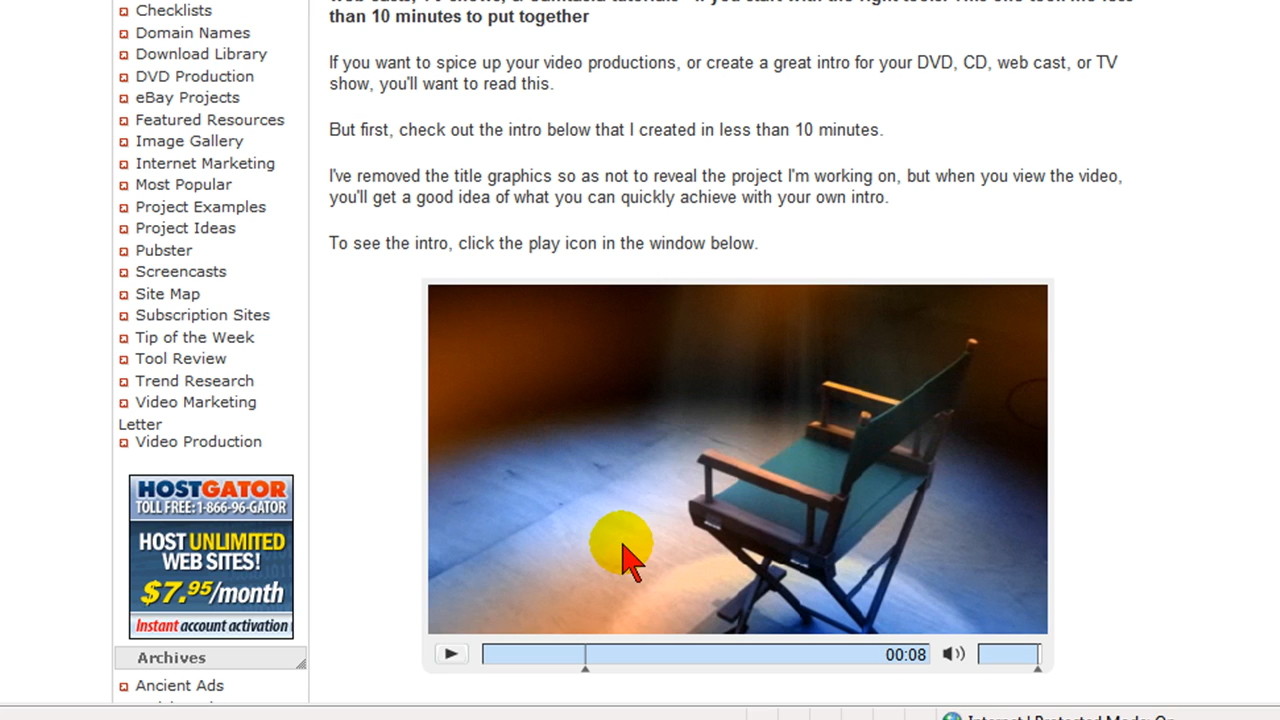 Checklists
Domain Names
Download Library
DVD Production
eBay Projects
Featured Resources
Image Gallery
Internet Marketing
Most Popular
Project Examples
Project Ideas
Pubster
Screencasts
Site Map
Subscription Sites
Tip of the Week
Tool Review
Trend Research
Video Marketing
Letter
Video Production
HOSTGATOR
TOLL FREE: 1-866-96-GATOR
HOST UNLIMITED
WEB SITES!
$7.95/month
Instant account activation
Archives
Ancient Ads
than 10 minutes to put together
If you want to spice up your video productions, or create a great intro for your DVD, CD, web cast, or TV
show, you'll want to read this.
But first, check out the intro below that I created in less than 10 minutes.
I've removed the title graphics so as not to reveal the project I'm working on, but when you view the video,
you'll get a good idea of what you can quickly achieve with your own intro.
To see the intro, click the play icon in the window below.
00:08